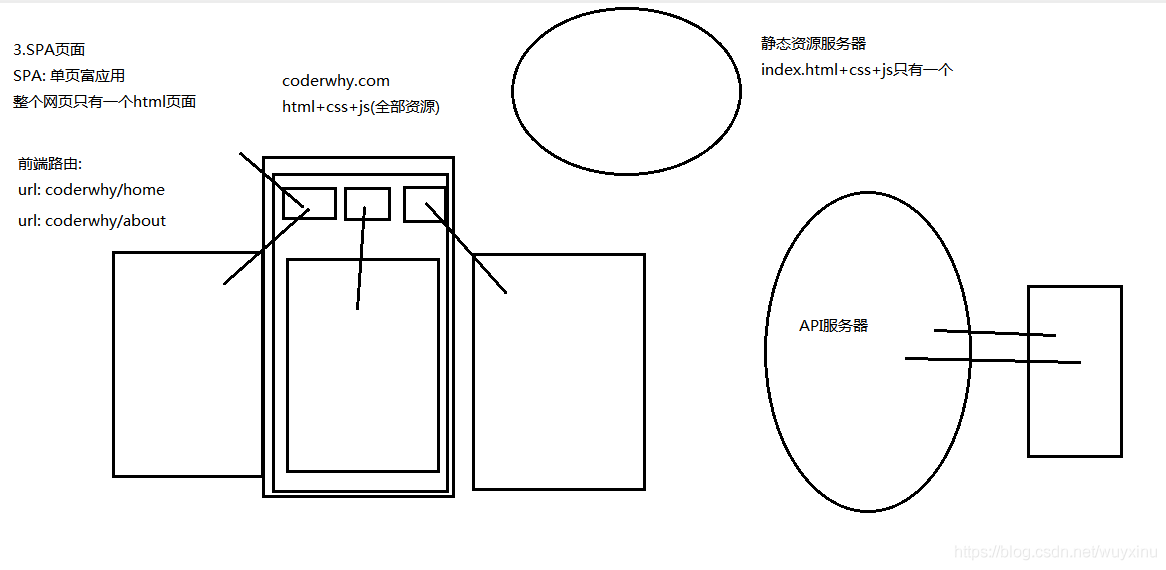 3.SPA页面
SPA: 单页富应用
整个网页只有一个html页面
coderwhy.com
html+css+js(全部资源)
静态资源服务器
index.html+css+js只有一个
前端路由:
url: coderwhy/home
url: coderwhy/about
API服务器
https://blog.csdn.net/wuyxinu